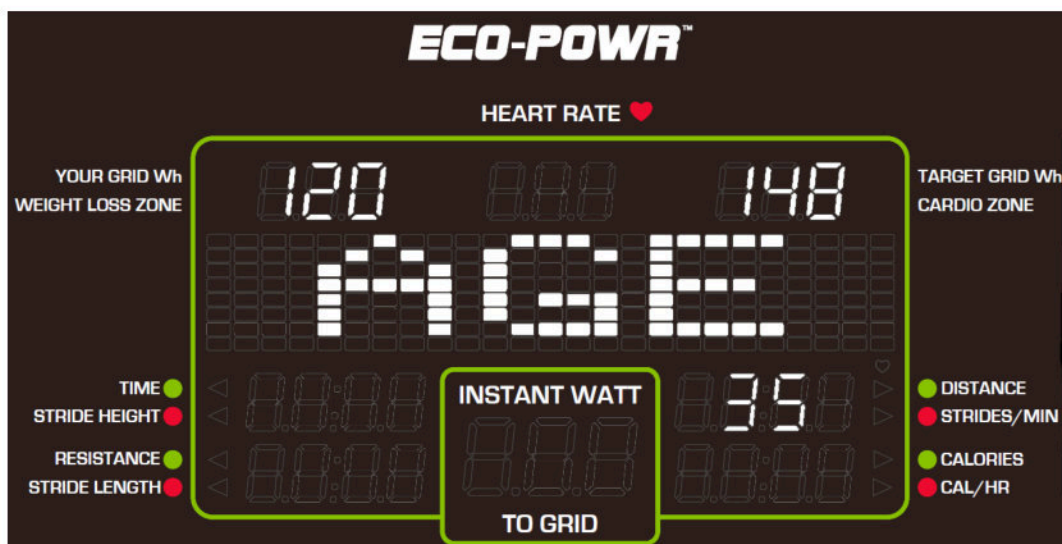 ECO-POWR™
HEART RATE
YOUR GRID Wh
WEIGHT LOSS ZONE
120
148
TARGET GRID Wh
CARDIO ZONE
AGE
TIME
STRIDE HEIGHT
INSTANT WATT
35
DISTANCE
STRIDES/MIN
RESISTANCE
STRIDE LENGTH
CALORIES
CAL/HR
TO GRID